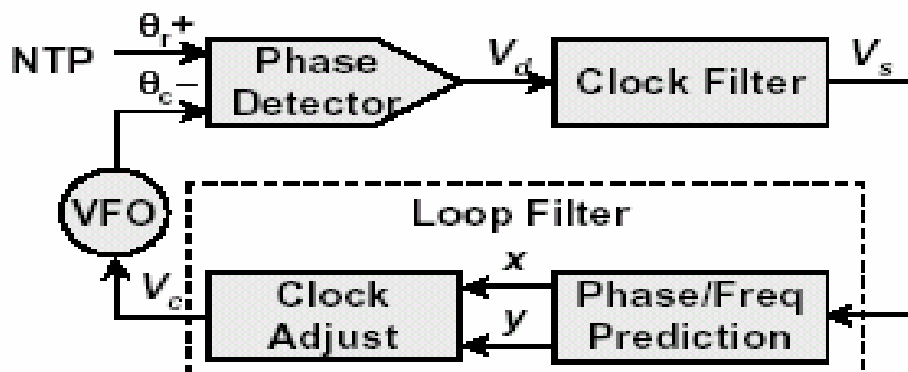 NTP
θr+
θc−
Phase
Detector
Vd
Clock Filter
Vs
VFO
Loop Filter
Vc
Clock
Adjust
x
y
Phase/Freq
Prediction